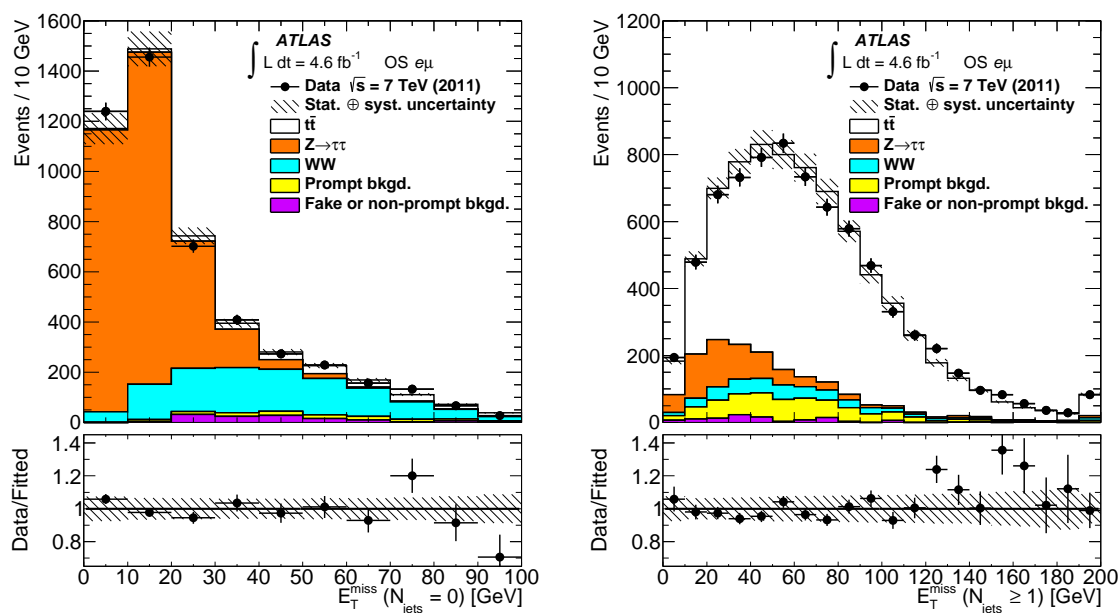 ATLAS
∫ L dt = 4.6 fb⁻¹ OS eμ
Data √s = 7 TeV (2011)
Stat. ⊕ syst. uncertainty
tt̄
Z→ττ
WW
Prompt bkgd.
Fake or non-prompt bkgd.
Events / 10 GeV
1600
1400
1200
1000
800
600
400
200
0
Data/Fitted
1.4
1.2
1
0.8
0 10 20 30 40 50 60 70 80 90 100
E_T^miss (N_jets = 0) [GeV]
ATLAS
∫ L dt = 4.6 fb⁻¹ OS eμ
Data √s = 7 TeV (2011)
Stat. ⊕ syst. uncertainty
tt̄
Z→ττ
WW
Prompt bkgd.
Fake or non-prompt bkgd.
Events / 10 GeV
1200
1000
800
600
400
200
0
Data/Fitted
1.4
1.2
1
0.8
0 20 40 60 80 100 120 140 160 180 200
E_T^miss (N_jets ≥ 1) [GeV]